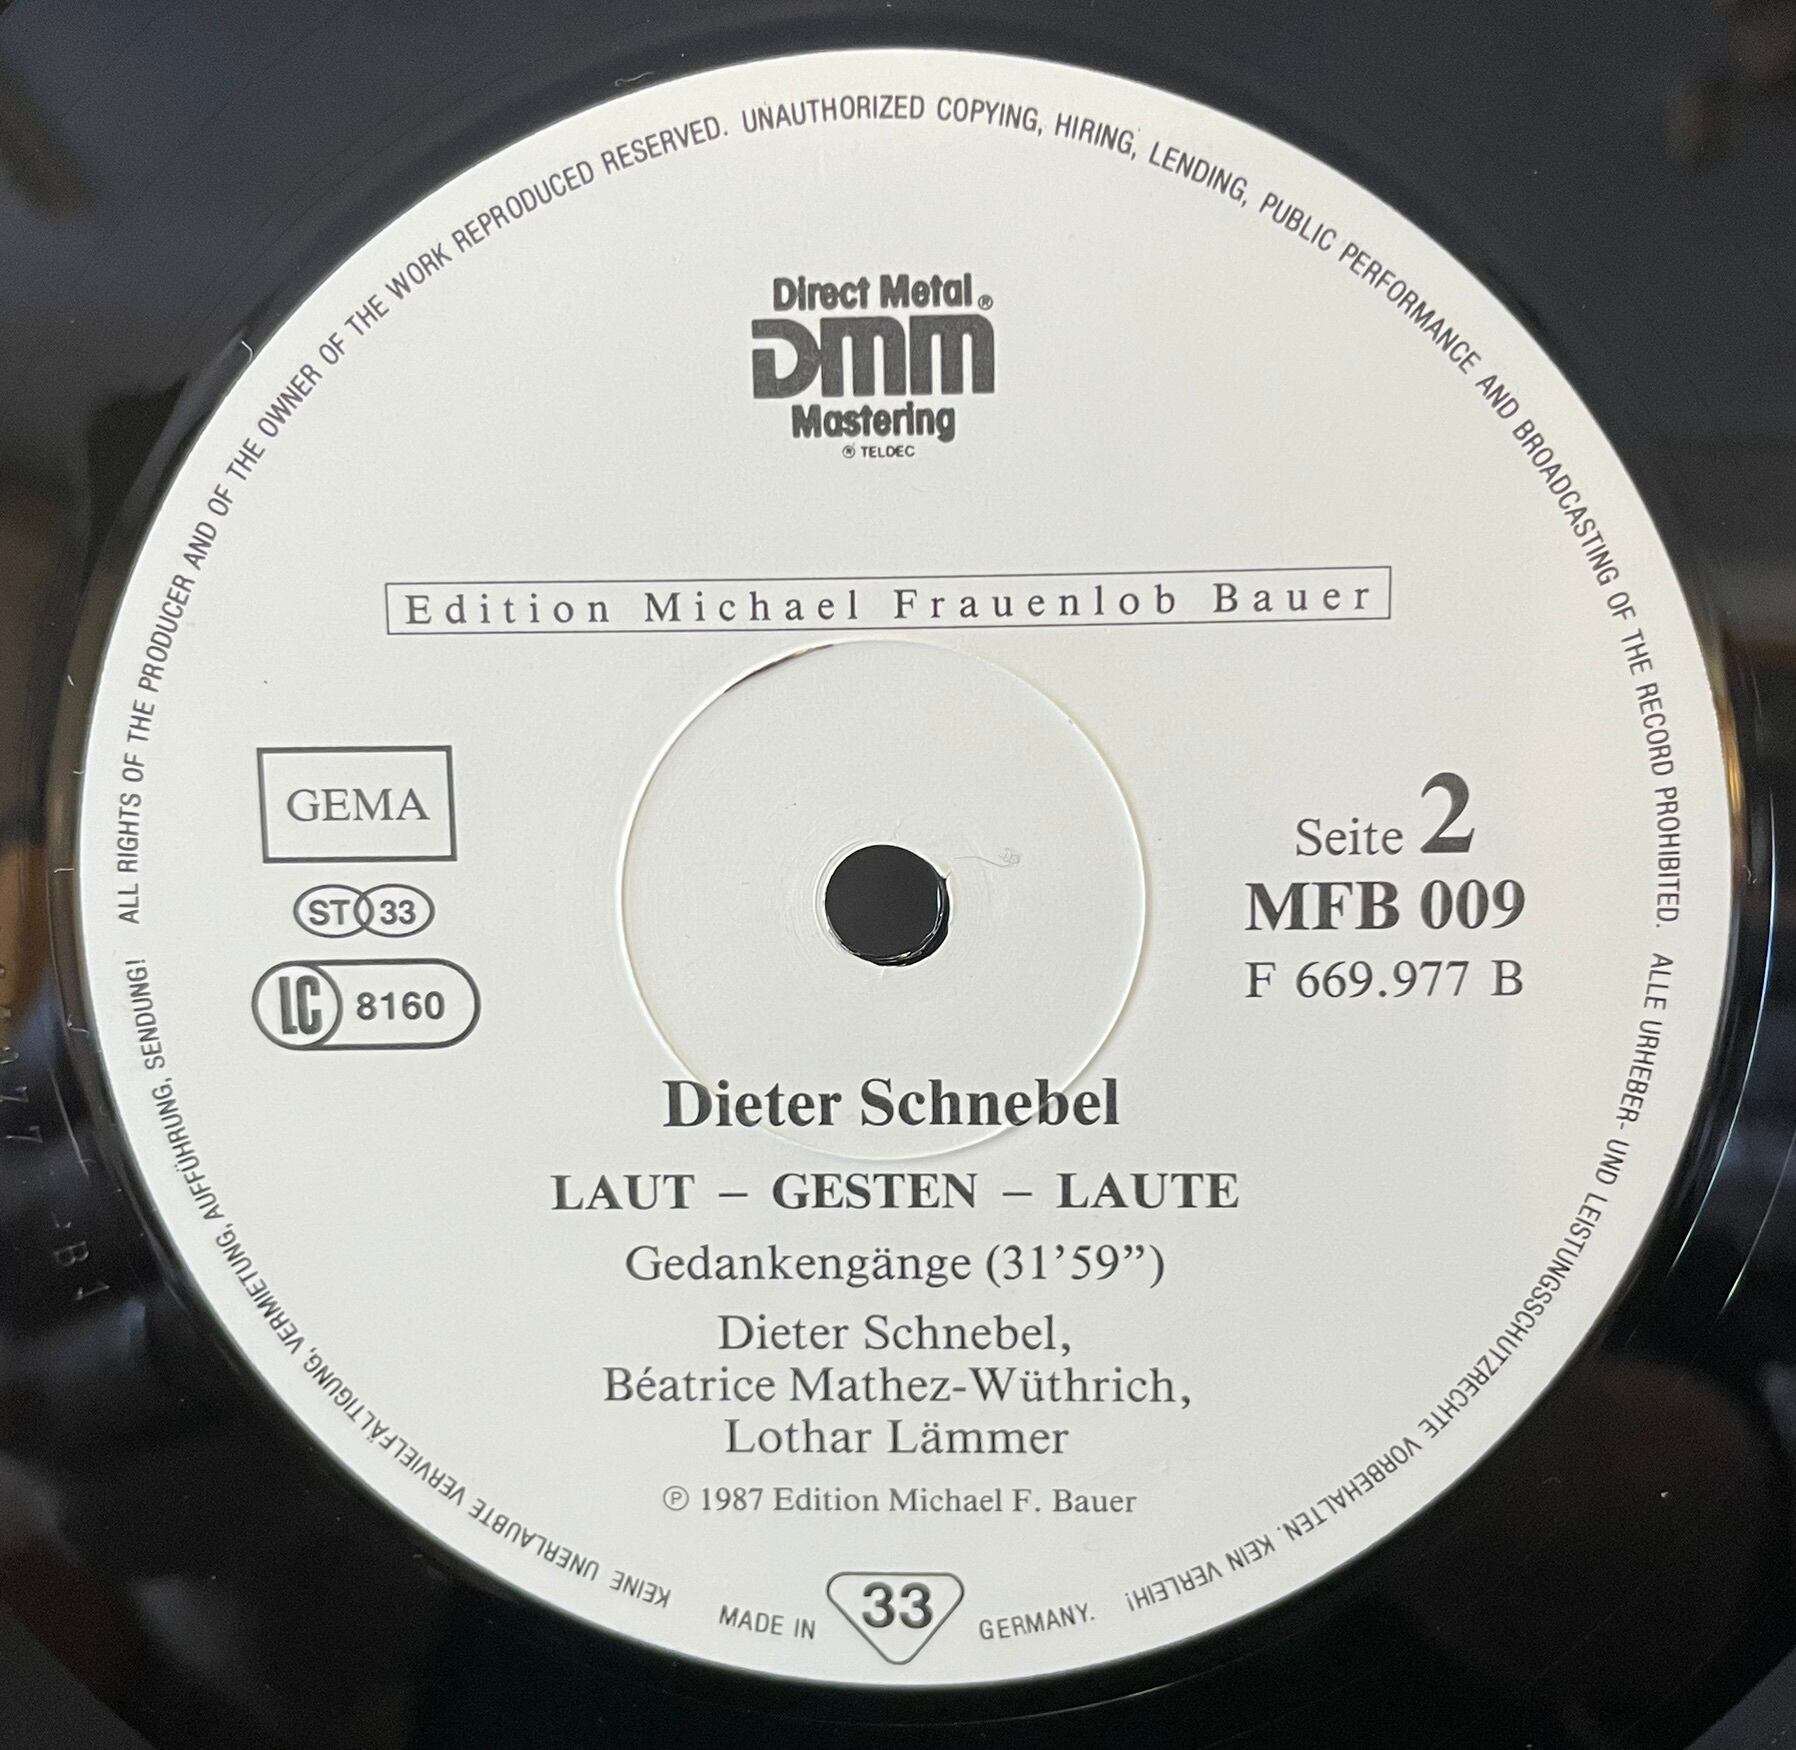 ALL RIGHTS OF THE PRODUCER AND OF THE OWNER OF THE WORK REPRODUCED RESERVED. UNAUTHORIZED COPYING, HIRING, LENDING, PUBLIC PERFORMANCE AND BROADCASTING OF THE RECORD PROHIBITED.
Direct Metal ®
DMM
Mastering
® TELDEC
Edition Michael Frauenlob Bauer
GEMA
ST 33
LC 8160
Seite 2
MFB 009
F 669.977 B
Dieter Schnebel
LAUT – GESTEN – LAUTE
Gedankengänge (31’59”)
Dieter Schnebel,
Béatrice Mathez-Wüthrich,
Lothar Lämmer
℗ 1987 Edition Michael F. Bauer
ALLE URHEBER- UND LEISTUNGSSCHUTZRECHTE VORBEHALTEN. KEIN VERLEIH!
KEINE UNERLAUBTE VERVIELFÄLTIGUNG, VERMIETUNG, AUFFÜHRUNG, SENDUNG!
MADE IN 33 GERMANY.